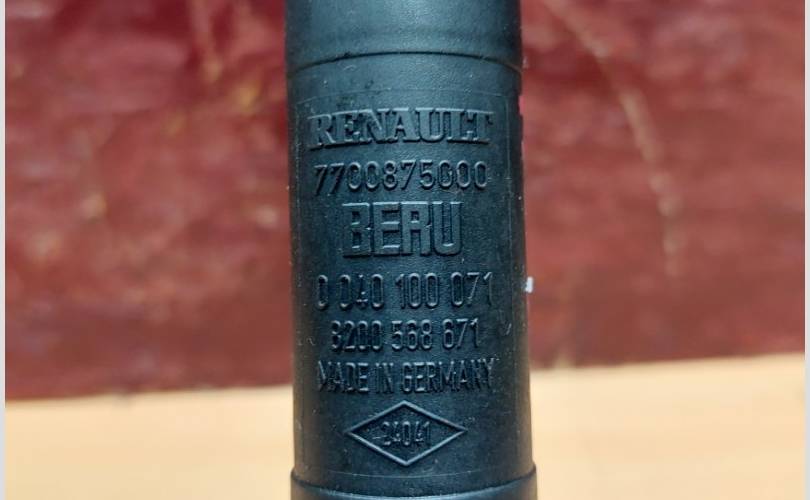 RENAULT
7700875000
BERU
0 040 100 071
8200 568 671
MADE IN GERMANY
24041